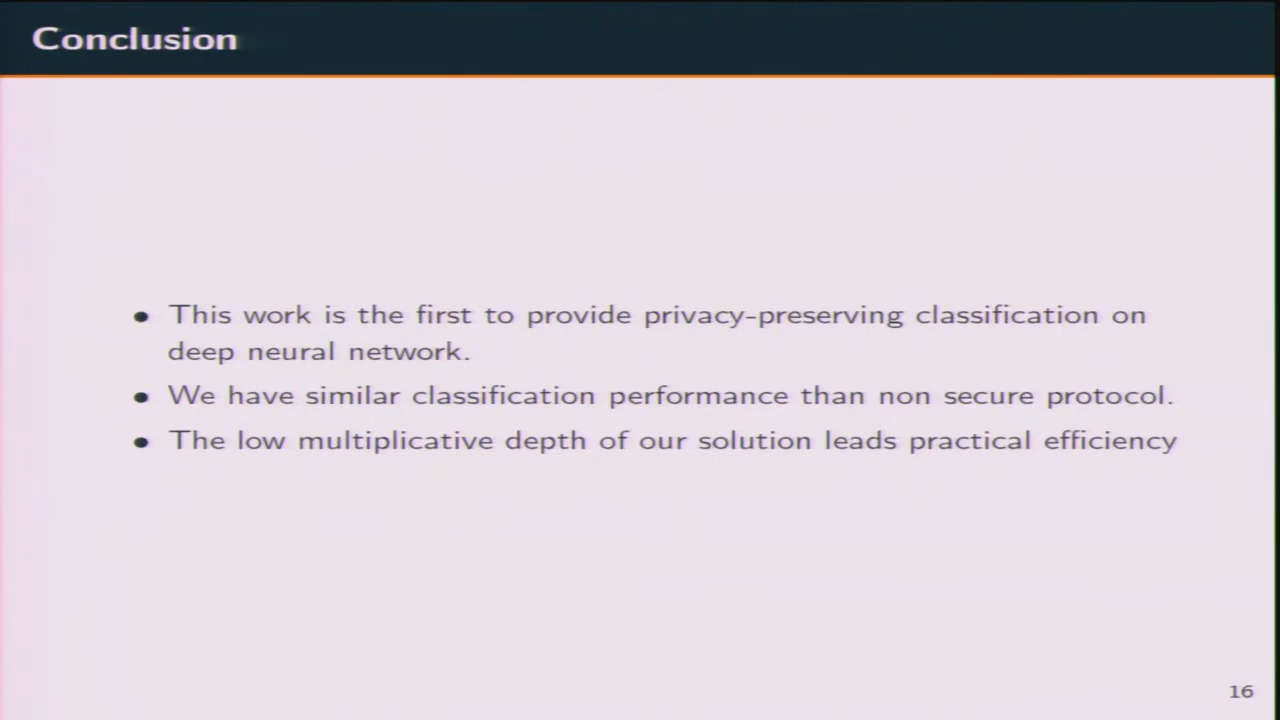 Conclusion
• This work is the first to provide privacy-preserving classification on
deep neural network.
• We have similar classification performance than non secure protocol.
• The low multiplicative depth of our solution leads practical efficiency
16